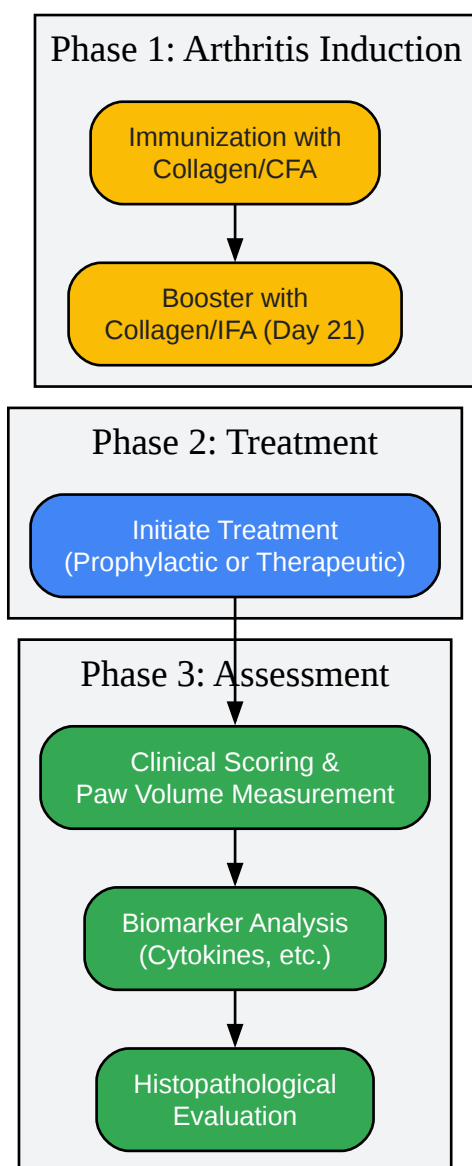 Phase 1: Arthritis Induction
Immunization with
Collagen/CFA
Booster with
Collagen/IFA (Day 21)
Phase 2: Treatment
Initiate Treatment
(Prophylactic or Therapeutic)
Phase 3: Assessment
Clinical Scoring &
Paw Volume Measurement
Biomarker Analysis
(Cytokines, etc.)
Histopathological
Evaluation